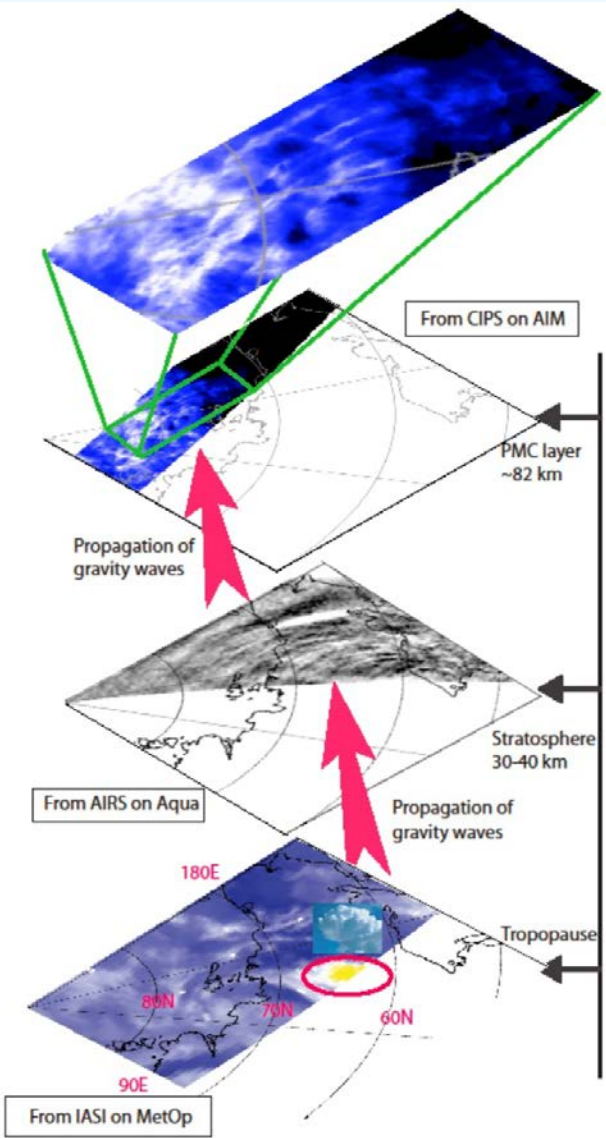 From CIPS on AIM
PMC layer
~82 km
Propagation of
gravity waves
Stratosphere
30-40 km
From AIRS on Aqua
Propagation of
gravity waves
180E
Tropopause
80N
70N
60N
90E
From IASI on MetOp